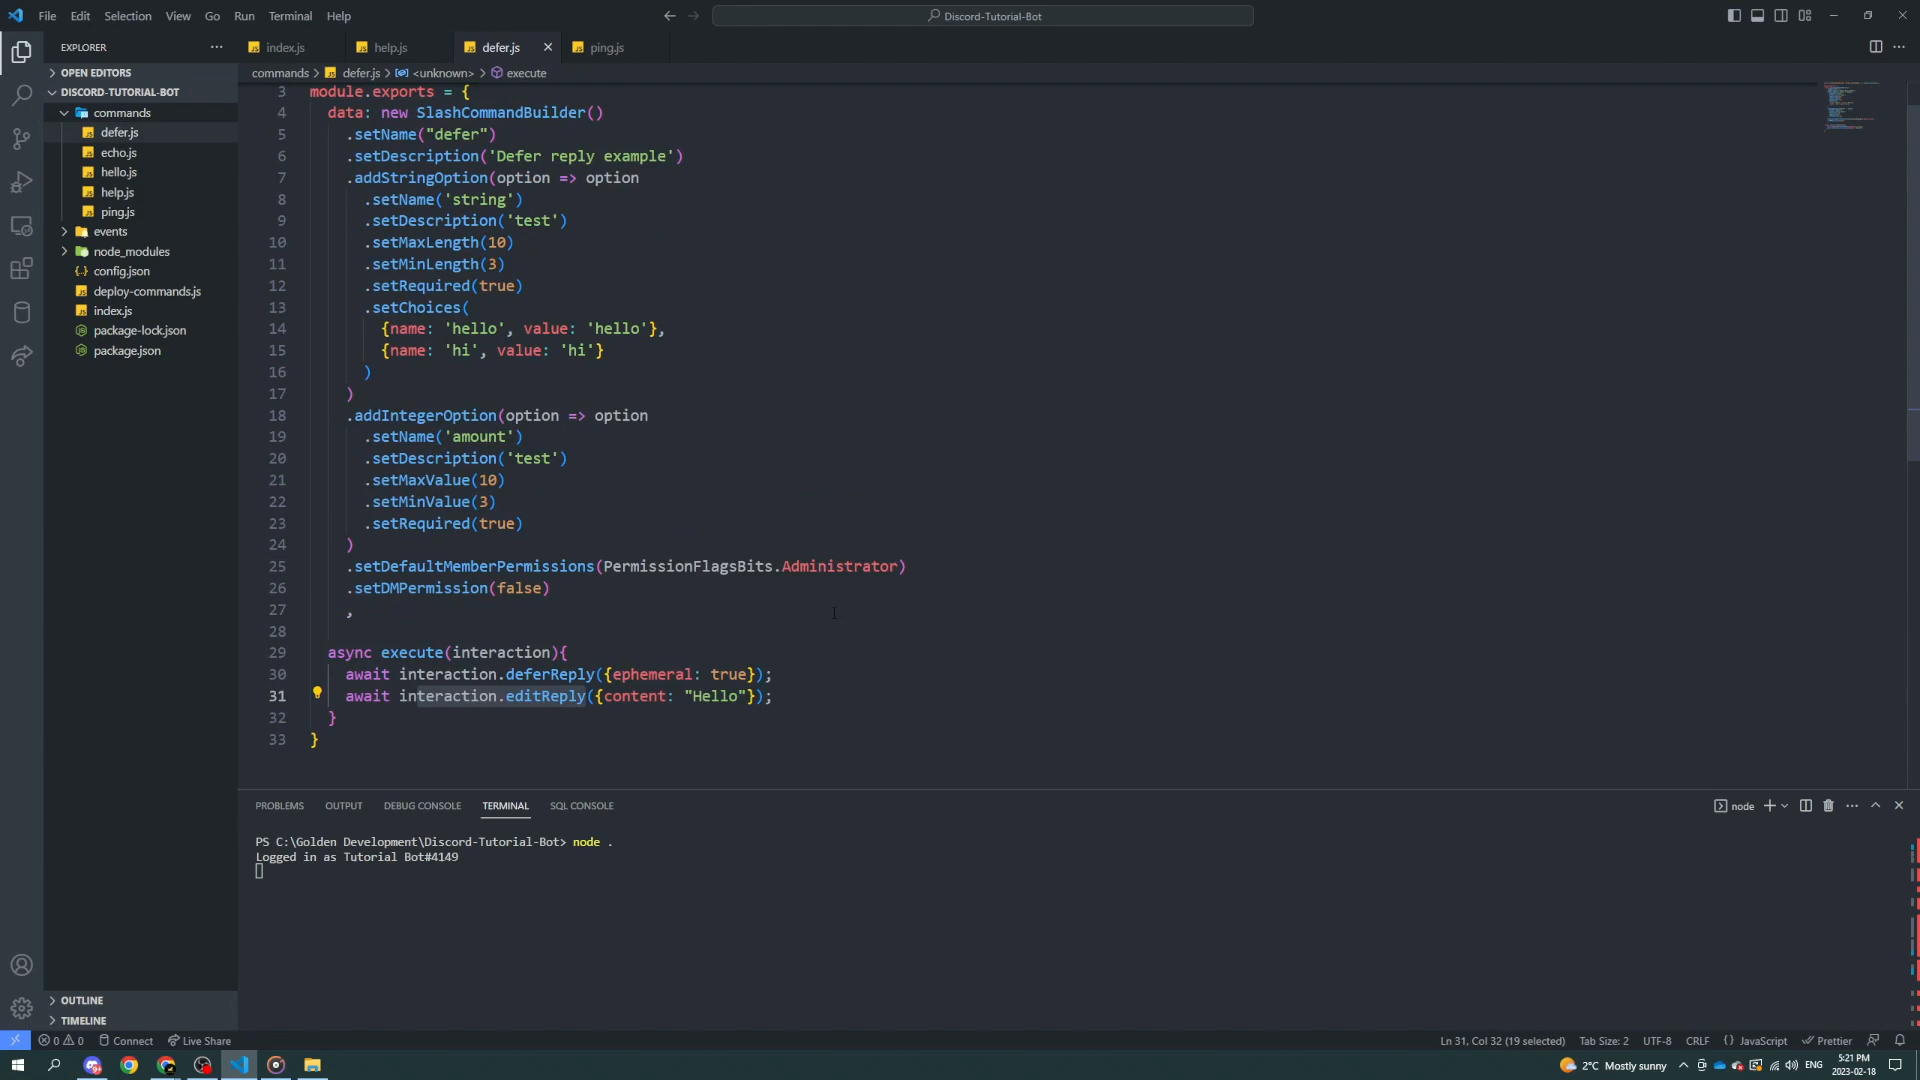 File Edit Selection View Go Run Terminal Help
Discord-Tutorial-Bot
EXPLORER
index.js
help.js
defer.js
ping.js
OPEN EDITORS
DISCORD-TUTORIAL-BOT
commands
defer.js
echo.js
hello.js
help.js
ping.js
events
node_modules
config.json
deploy-commands.js
index.js
package-lock.json
package.json
OUTLINE
TIMELINE
commands > defer.js > <unknown> > execute
3 module.exports = {
4 data: new SlashCommandBuilder()
5 .setName("defer")
6 .setDescription('Defer reply example')
7 .addStringOption(option => option
8 .setName('string')
9 .setDescription('test')
10 .setMaxLength(10)
11 .setMinLength(3)
12 .setRequired(true)
13 .setChoices(
14 {name: 'hello', value: 'hello'},
15 {name: 'hi', value: 'hi'}
16 )
17 )
18 .addIntegerOption(option => option
19 .setName('amount')
20 .setDescription('test')
21 .setMaxValue(10)
22 .setMinValue(3)
23 .setRequired(true)
24 )
25 .setDefaultMemberPermissions(PermissionFlagsBits.Administrator)
26 .setDMPermission(false)
27 ,
28
29 async execute(interaction){
30 await interaction.deferReply({ephemeral: true});
31 await interaction.editReply({content: "Hello"});
32 }
33 }
PROBLEMS OUTPUT DEBUG CONSOLE TERMINAL SQL CONSOLE
node
PS C:\Golden Development\Discord-Tutorial-Bot> node .
Logged in as Tutorial Bot#4149
0 0 Connect Live Share
Ln 31, Col 32 (19 selected) Tab Size: 2 UTF-8 CRLF {} JavaScript Prettier
2°C Mostly sunny ENG 5:21 PM
2023-02-18